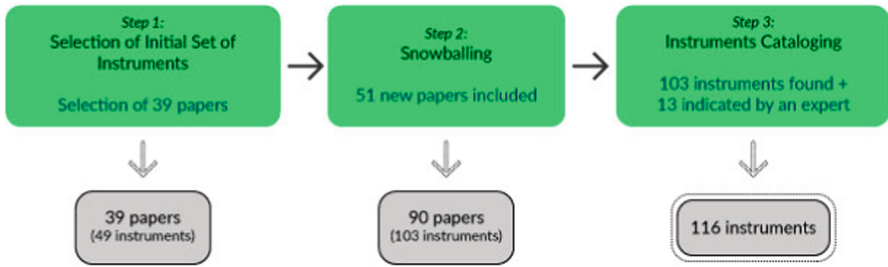 Step 1:
Selection of Initial Set of
Instruments
Selection of 39 papers
Step 2:
Snowballing
51 new papers included
Step 3:
Instruments Cataloging
103 instruments found +
13 indicated by an expert
39 papers
(49 instruments)
90 papers
(103 instruments)
116 instruments